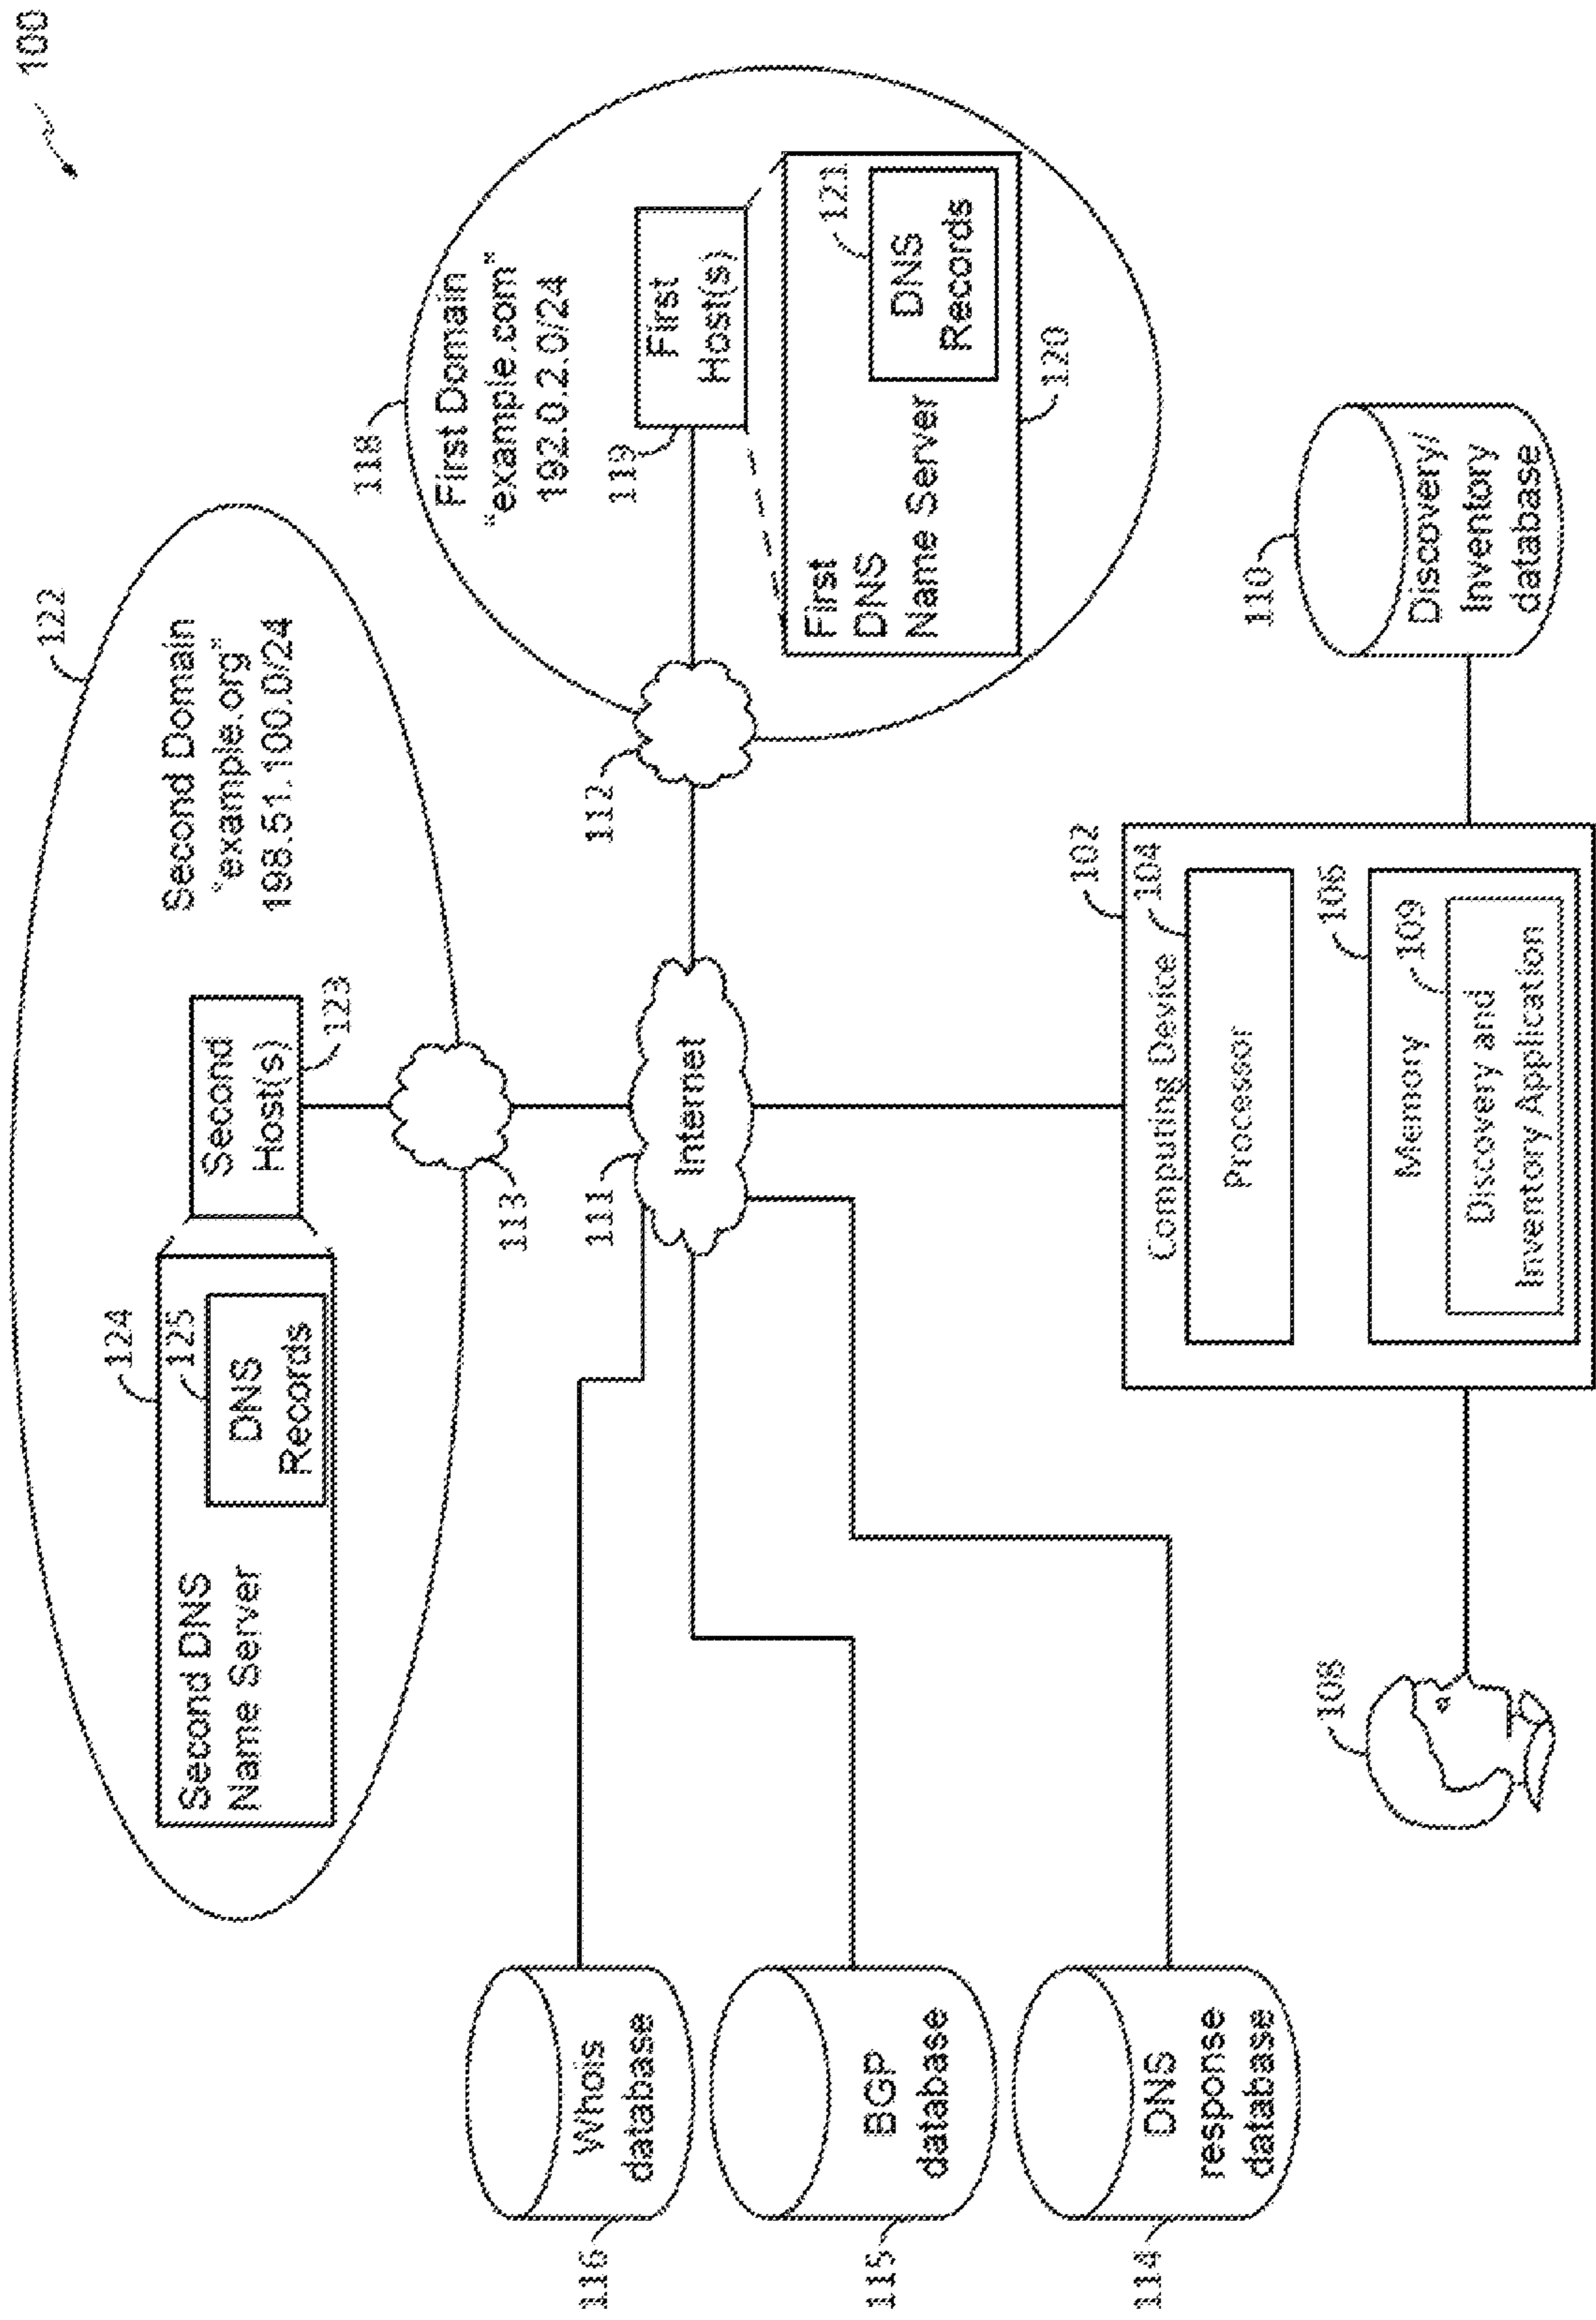 100
122
Second Domain
"example.org"
198.51.100.0/24
124
125
Second DNS
Name Server
DNS
Records
Second
Host(s)
123
113
118
First Domain
"example.com"
192.0.2.0/24
119
First
Host(s)
121
First
DNS
Name Server
DNS
Records
120
112
111
Internet
116
Whois
database
115
BGP
database
114
DNS
response
database
108
102
Computing Device
104
Processor
106
Memory
109
Discovery and
Inventory Application
110
Discovery/
Inventory
database